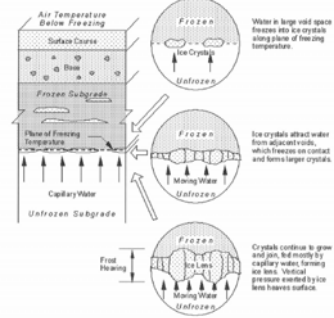 Air Temperature
Below Freezing
Surface Course
Base
Frozen Subgrade
Plane of Freezing
Temperature
Capillary Water
Unfrozen Subgrade
Frozen
Ice Crystals
Unfrozen
Water in large void space
freezes into ice crystals
along plane of freezing
temperature.
Frozen
Moving Water
Unfrozen
Ice crystals attract water
from adjacent voids,
which freezes on contact
and forms larger crystals.
Frost
Heaving
Frozen
Ice Lens
Moving Water
Unfrozen
Crystals continue to grow
and join, fed mostly by
capillary water, forming
ice lens. Vertical
pressure exerted by ice
lens heaves surface.